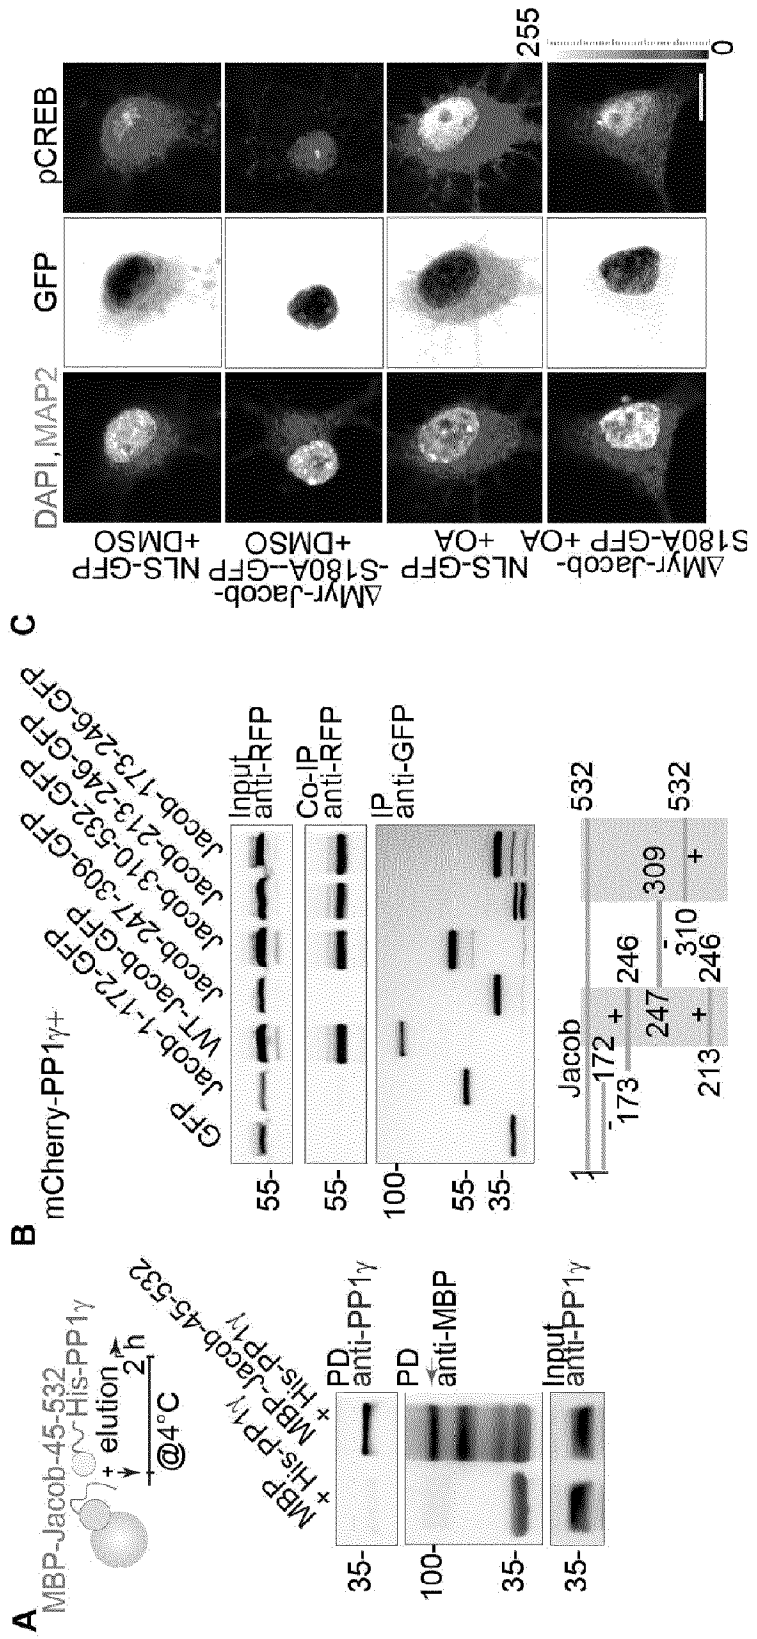 A
MBP-Jacob-45-532
His-PP1γ
+ elution
2 h
@4°C
MBP
+ His-PP1γ
MBP-Jacob-45-532
+ His-PP1γ
35-
PD
anti-PP1γ
100-
35-
PD
anti-MBP
35-
Input
anti-PP1γ
B
mCherry-PP1γ+
GFP
Jacob-1-172-GFP
WT-Jacob-GFP
Jacob-247-309-GFP
Jacob-310-532-GFP
Jacob-213-246-GFP
Jacob-173-246-GFP
55-
Input
anti-RFP
55-
Co-IP
anti-RFP
100-
55-
35-
IP
anti-GFP
Jacob
1
532
172
-
173
+
246
247
309
-
310
532
+
213
+
246
C
DAPI, MAP2
GFP
pCREB
NLS-GFP
+DMSO
ΔMyr-Jacob-
-S180A--GFP
+DMSO
NLS-GFP
+OA
ΔMyr-Jacob-
S180A-GFP +OA
255
0